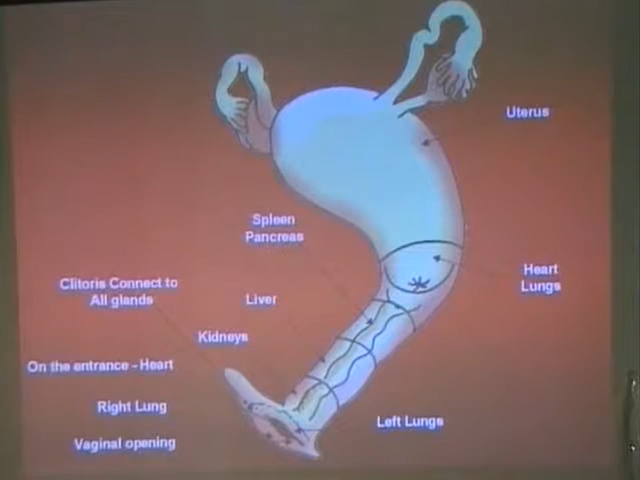 Uterus
Spleen
Pancreas
Heart
Lungs
Clitoris Connect to
All glands
Liver
Kidneys
On the entrance - Heart
Right Lung
Left Lungs
Vaginal opening